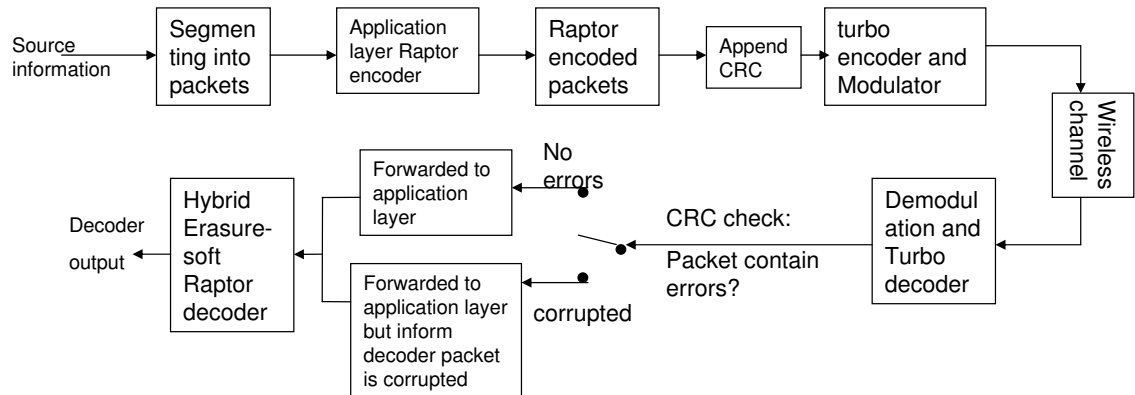 Source
information
Segmen
ting into
packets
Application
layer Raptor
encoder
Raptor
encoded
packets
Append
CRC
turbo
encoder and
Modulator
Wireless
channel
Demodul
ation and
Turbo
decoder
CRC check:
Packet contain
errors?
No
errors
corrupted
Forwarded to
application
layer
Forwarded to
application layer
but inform
decoder packet
is corrupted
Hybrid
Erasure-
soft
Raptor
decoder
Decoder
output